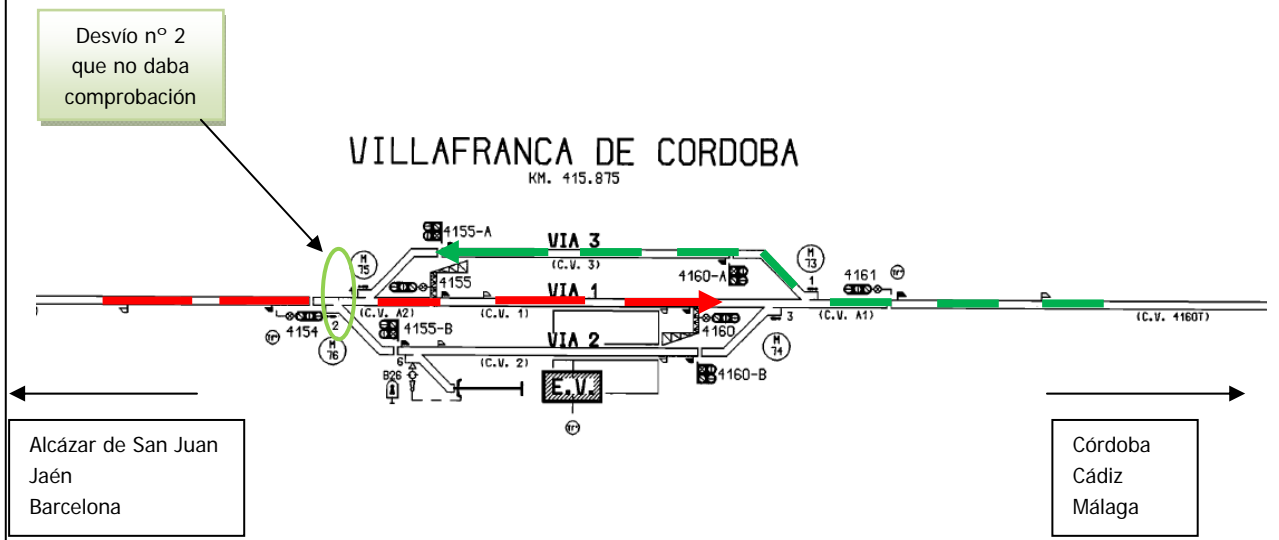 Desvío nº 2
que no daba
comprobación
VILLAFRANCA DE CORDOBA
KM. 415.875
4155-A
VIA 3
(C.V. 3)
M
75
4155
4160-A
M
73
1
4161
VIA 1
(C.V. A2)
(C.V. 1)
(C.V. A1)
(C.V. 4160T)
4154
2
M
76
4155-B
4160
3
M
74
VIA 2
(C.V. 2)
6
B26
4160-B
E.V.
Alcázar de San Juan
Jaén
Barcelona
Córdoba
Cádiz
Málaga